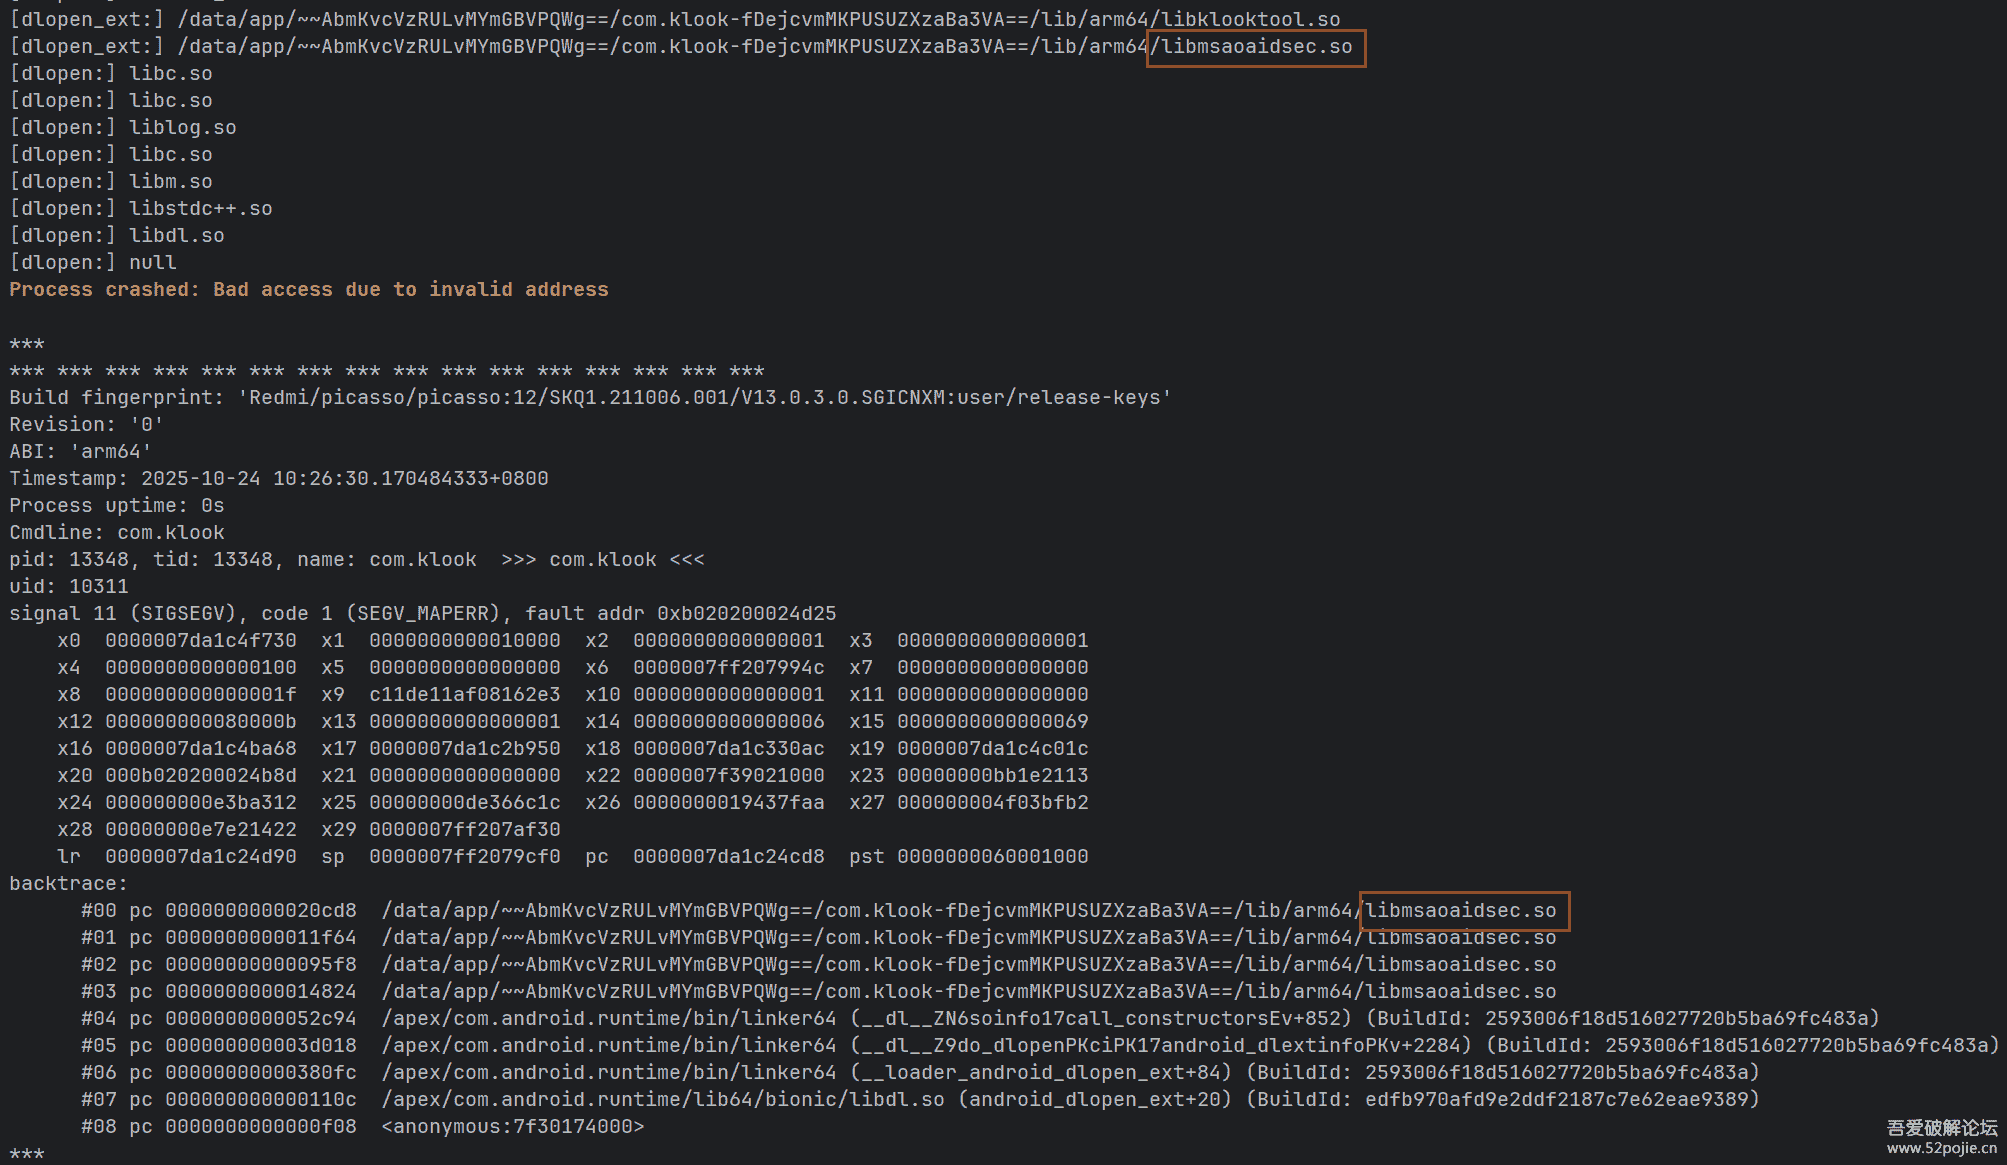 [dlopen_ext:] /data/app/~~AbmKvcVzRULvMYmGBVPQWg==/com.klook-fDejcvmMKPUSUZXzaBa3VA==/lib/arm64/libklooktool.so
[dlopen_ext:] /data/app/~~AbmKvcVzRULvMYmGBVPQWg==/com.klook-fDejcvmMKPUSUZXzaBa3VA==/lib/arm64/libmsaoaidsec.so
[dlopen:] libc.so
[dlopen:] libc.so
[dlopen:] liblog.so
[dlopen:] libc.so
[dlopen:] libm.so
[dlopen:] libstdc++.so
[dlopen:] libdl.so
[dlopen:] null
Process crashed: Bad access due to invalid address
***
*** *** *** *** *** *** *** *** *** *** *** *** *** *** *** ***
Build fingerprint: 'Redmi/picasso/picasso:12/SKQ1.211006.001/V13.0.3.0.SGICNXM:user/release-keys'
Revision: '0'
ABI: 'arm64'
Timestamp: 2025-10-24 10:26:30.170484333+0800
Process uptime: 0s
Cmdline: com.klook
pid: 13348, tid: 13348, name: com.klook  >>> com.klook <<<
uid: 10311
signal 11 (SIGSEGV), code 1 (SEGV_MAPERR), fault addr 0xb020200024d25
    x0  0000007da1c4f730  x1  0000000000010000  x2  0000000000000001  x3  0000000000000001
    x4  0000000000000100  x5  0000000000000000  x6  0000007ff207994c  x7  0000000000000000
    x8  000000000000001f  x9  c11de11af08162e3  x10 0000000000000001  x11 0000000000000000
    x12 000000000080000b  x13 0000000000000001  x14 0000000000000006  x15 0000000000000069
    x16 0000007da1c4ba68  x17 0000007da1c2b950  x18 0000007da1c330ac  x19 0000007da1c4c01c
    x20 000b020200024b8d  x21 0000000000000000  x22 0000007f39021000  x23 00000000bb1e2113
    x24 000000000e3ba312  x25 00000000de366c1c  x26 0000000019437faa  x27 000000004f03bfb2
    x28 00000000e7e21422  x29 0000007ff207af30
    lr  0000007da1c24d90  sp  0000007ff2079cf0  pc  0000007da1c24cd8  pst 0000000060001000
backtrace:
      #00 pc 0000000000020cd8  /data/app/~~AbmKvcVzRULvMYmGBVPQWg==/com.klook-fDejcvmMKPUSUZXzaBa3VA==/lib/arm64/libmsaoaidsec.so
      #01 pc 0000000000011f64  /data/app/~~AbmKvcVzRULvMYmGBVPQWg==/com.klook-fDejcvmMKPUSUZXzaBa3VA==/lib/arm64/libmsaoaidsec.so
      #02 pc 00000000000095f8  /data/app/~~AbmKvcVzRULvMYmGBVPQWg==/com.klook-fDejcvmMKPUSUZXzaBa3VA==/lib/arm64/libmsaoaidsec.so
      #03 pc 0000000000014824  /data/app/~~AbmKvcVzRULvMYmGBVPQWg==/com.klook-fDejcvmMKPUSUZXzaBa3VA==/lib/arm64/libmsaoaidsec.so
      #04 pc 0000000000052c94  /apex/com.android.runtime/bin/linker64 (__dl__ZN6soinfo17call_constructorsEv+852) (BuildId: 2593006f18d516027720b5ba69fc483a)
      #05 pc 000000000003d018  /apex/com.android.runtime/bin/linker64 (__dl__Z9do_dlopenPKciPK17android_dlextinfoPKv+2284) (BuildId: 2593006f18d516027720b5ba69fc483a)
      #06 pc 00000000000380fc  /apex/com.android.runtime/bin/linker64 (__loader_android_dlopen_ext+84) (BuildId: 2593006f18d516027720b5ba69fc483a)
      #07 pc 000000000000110c  /apex/com.android.runtime/lib64/bionic/libdl.so (android_dlopen_ext+20) (BuildId: edfb970afd9e2ddf2187c7e62eae9389)
      #08 pc 0000000000000f08  <anonymous:7f30174000>
***
吾爱破解论坛
www.52pojie.cn